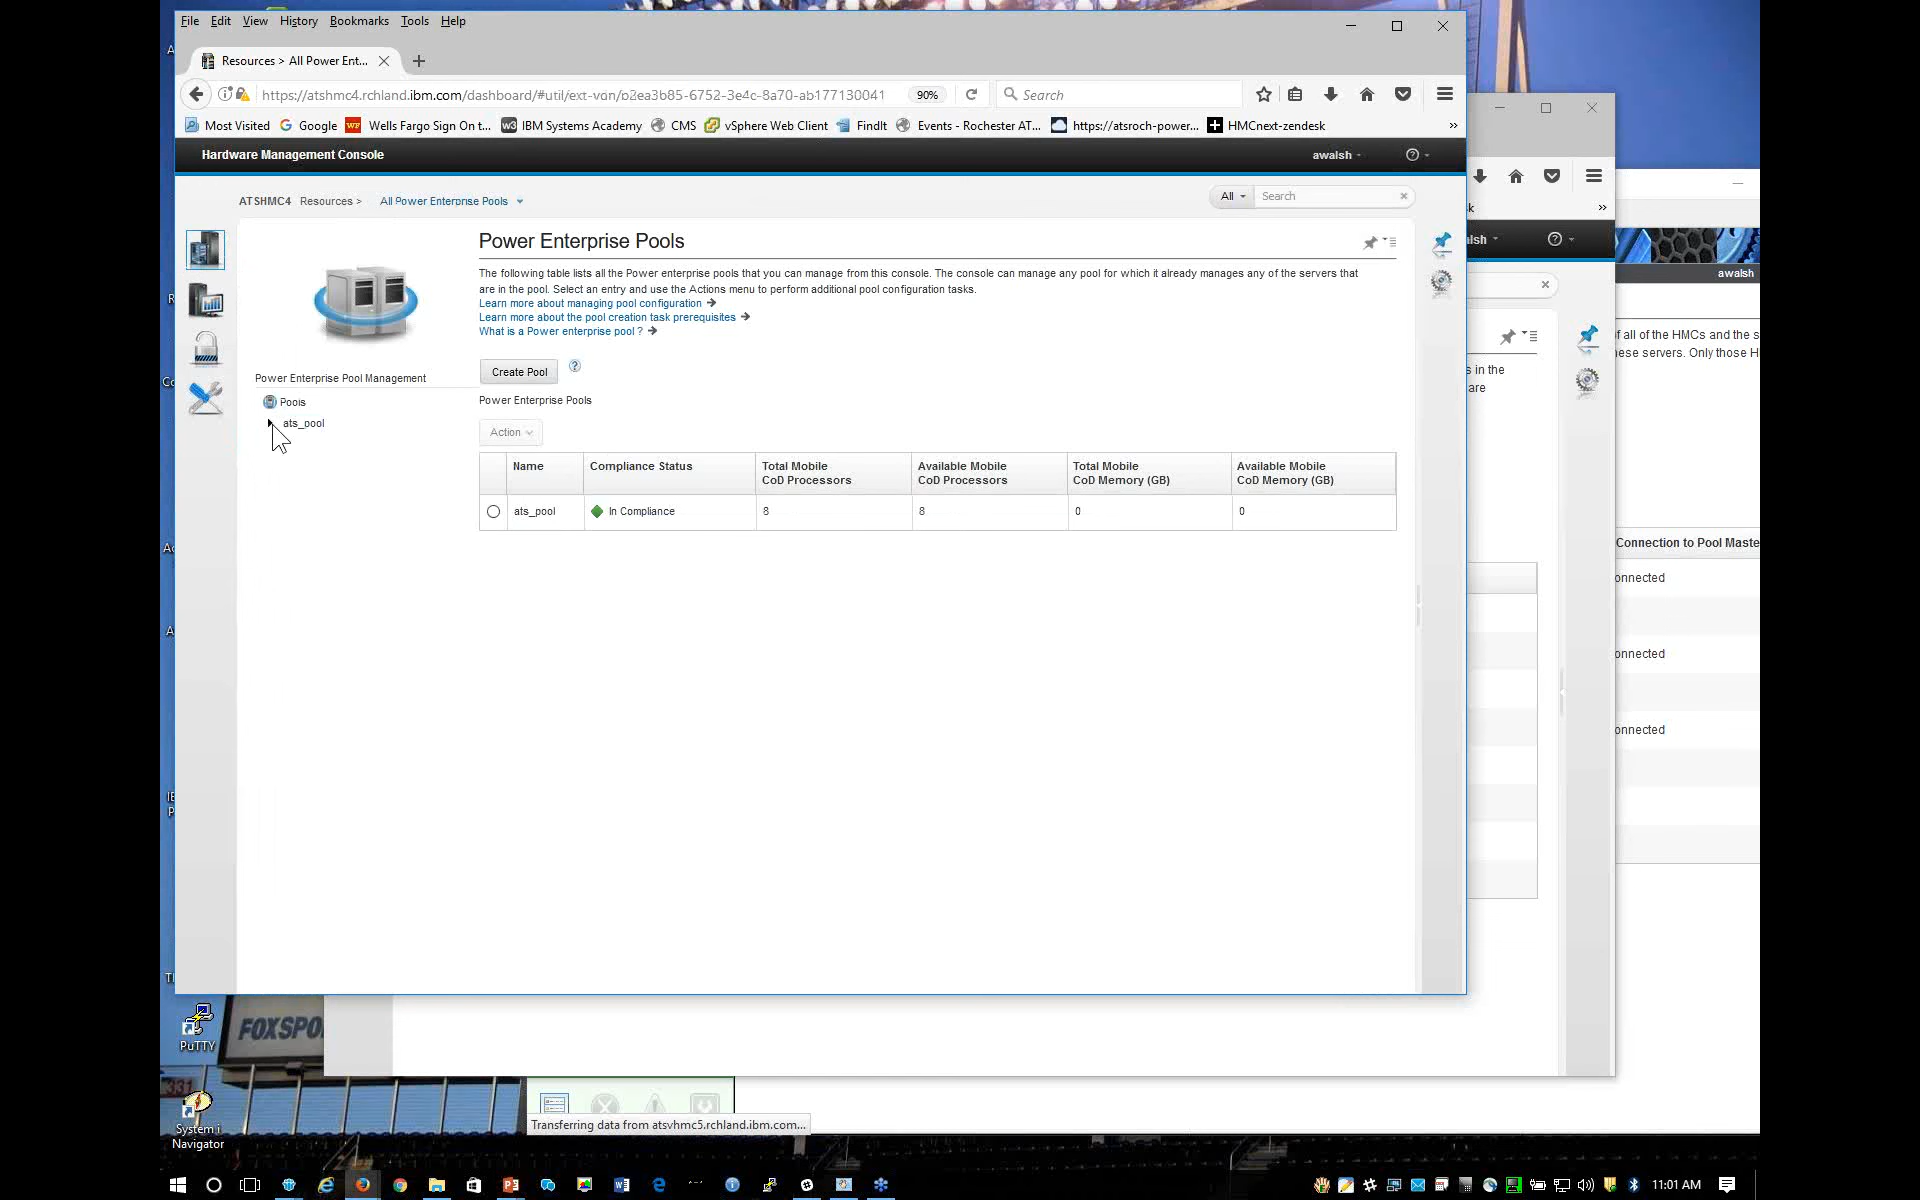 File Edit View History Bookmarks Tools Help
Resources > All Power Ent...
https://atshmc4.rchland.ibm.com/dashboard/#util/ext-von/b2ea3b85-6752-3e4c-8a70-ab177130041
90%
Search
Most Visited Google Wells Fargo Sign On t... IBM Systems Academy CMS vSphere Web Client FindIt Events - Rochester AT... https://atsroch-power... HMCnext-zendesk »
Hardware Management Console
awalsh
ATSHMC4 Resources > All Power Enterprise Pools
All Search
Power Enterprise Pools
The following table lists all the Power enterprise pools that you can manage from this console. The console can manage any pool for which it already manages any of the servers that
are in the pool. Select an entry and use the Actions menu to perform additional pool configuration tasks.
Learn more about managing pool configuration
Learn more about the pool creation task prerequisites
What is a Power enterprise pool ?
Create Pool
Power Enterprise Pool Management
Pools
ats_pool
Power Enterprise Pools
Action
Name Compliance Status Total Mobile CoD Processors Available Mobile CoD Processors Total Mobile CoD Memory (GB) Available Mobile CoD Memory (GB)
ats_pool In Compliance 8 8 0 0
»
alsh
s in the
are
awalsh
f all of the HMCs and the s
nese servers. Only those H
Connection to Pool Maste
onnected
onnected
onnected
FOXSPO
331
PuTTY
System i
Navigator
Transferring data from atsvhmc5.rchland.ibm.com...
11:01 AM